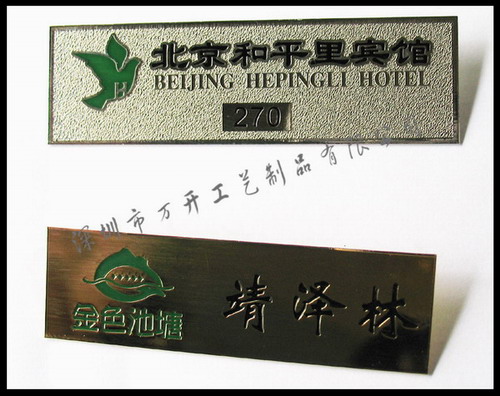 北京和平里宾馆
BEIJING HEPINGLI HOTEL
270
深圳市万开工艺制品有限公司
金色池塘
靖泽林